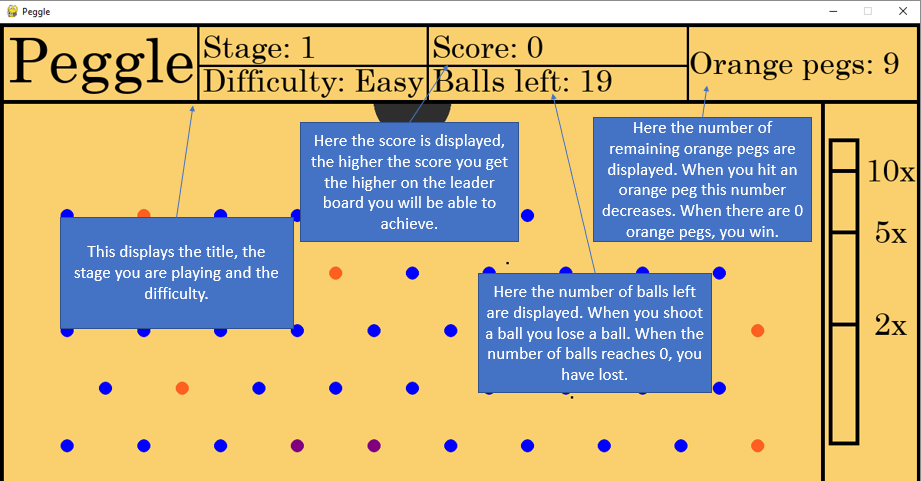 Peggle
Peggle
Stage: 1
Score: 0
Difficulty: Easy
Balls left: 19
Orange pegs: 9
Here the score is displayed,
the higher the score you get
the higher on the leader
board you will be able to
achieve.
Here the number of
remaining orange pegs are
displayed. When you hit an
orange peg this number
decreases. When there are 0
orange pegs, you win.
10x
5x
2x
This displays the title, the
stage you are playing and the
difficulty.
Here the number of balls left
are displayed. When you shoot
a ball you lose a ball. When the
number of balls reaches 0, you
have lost.